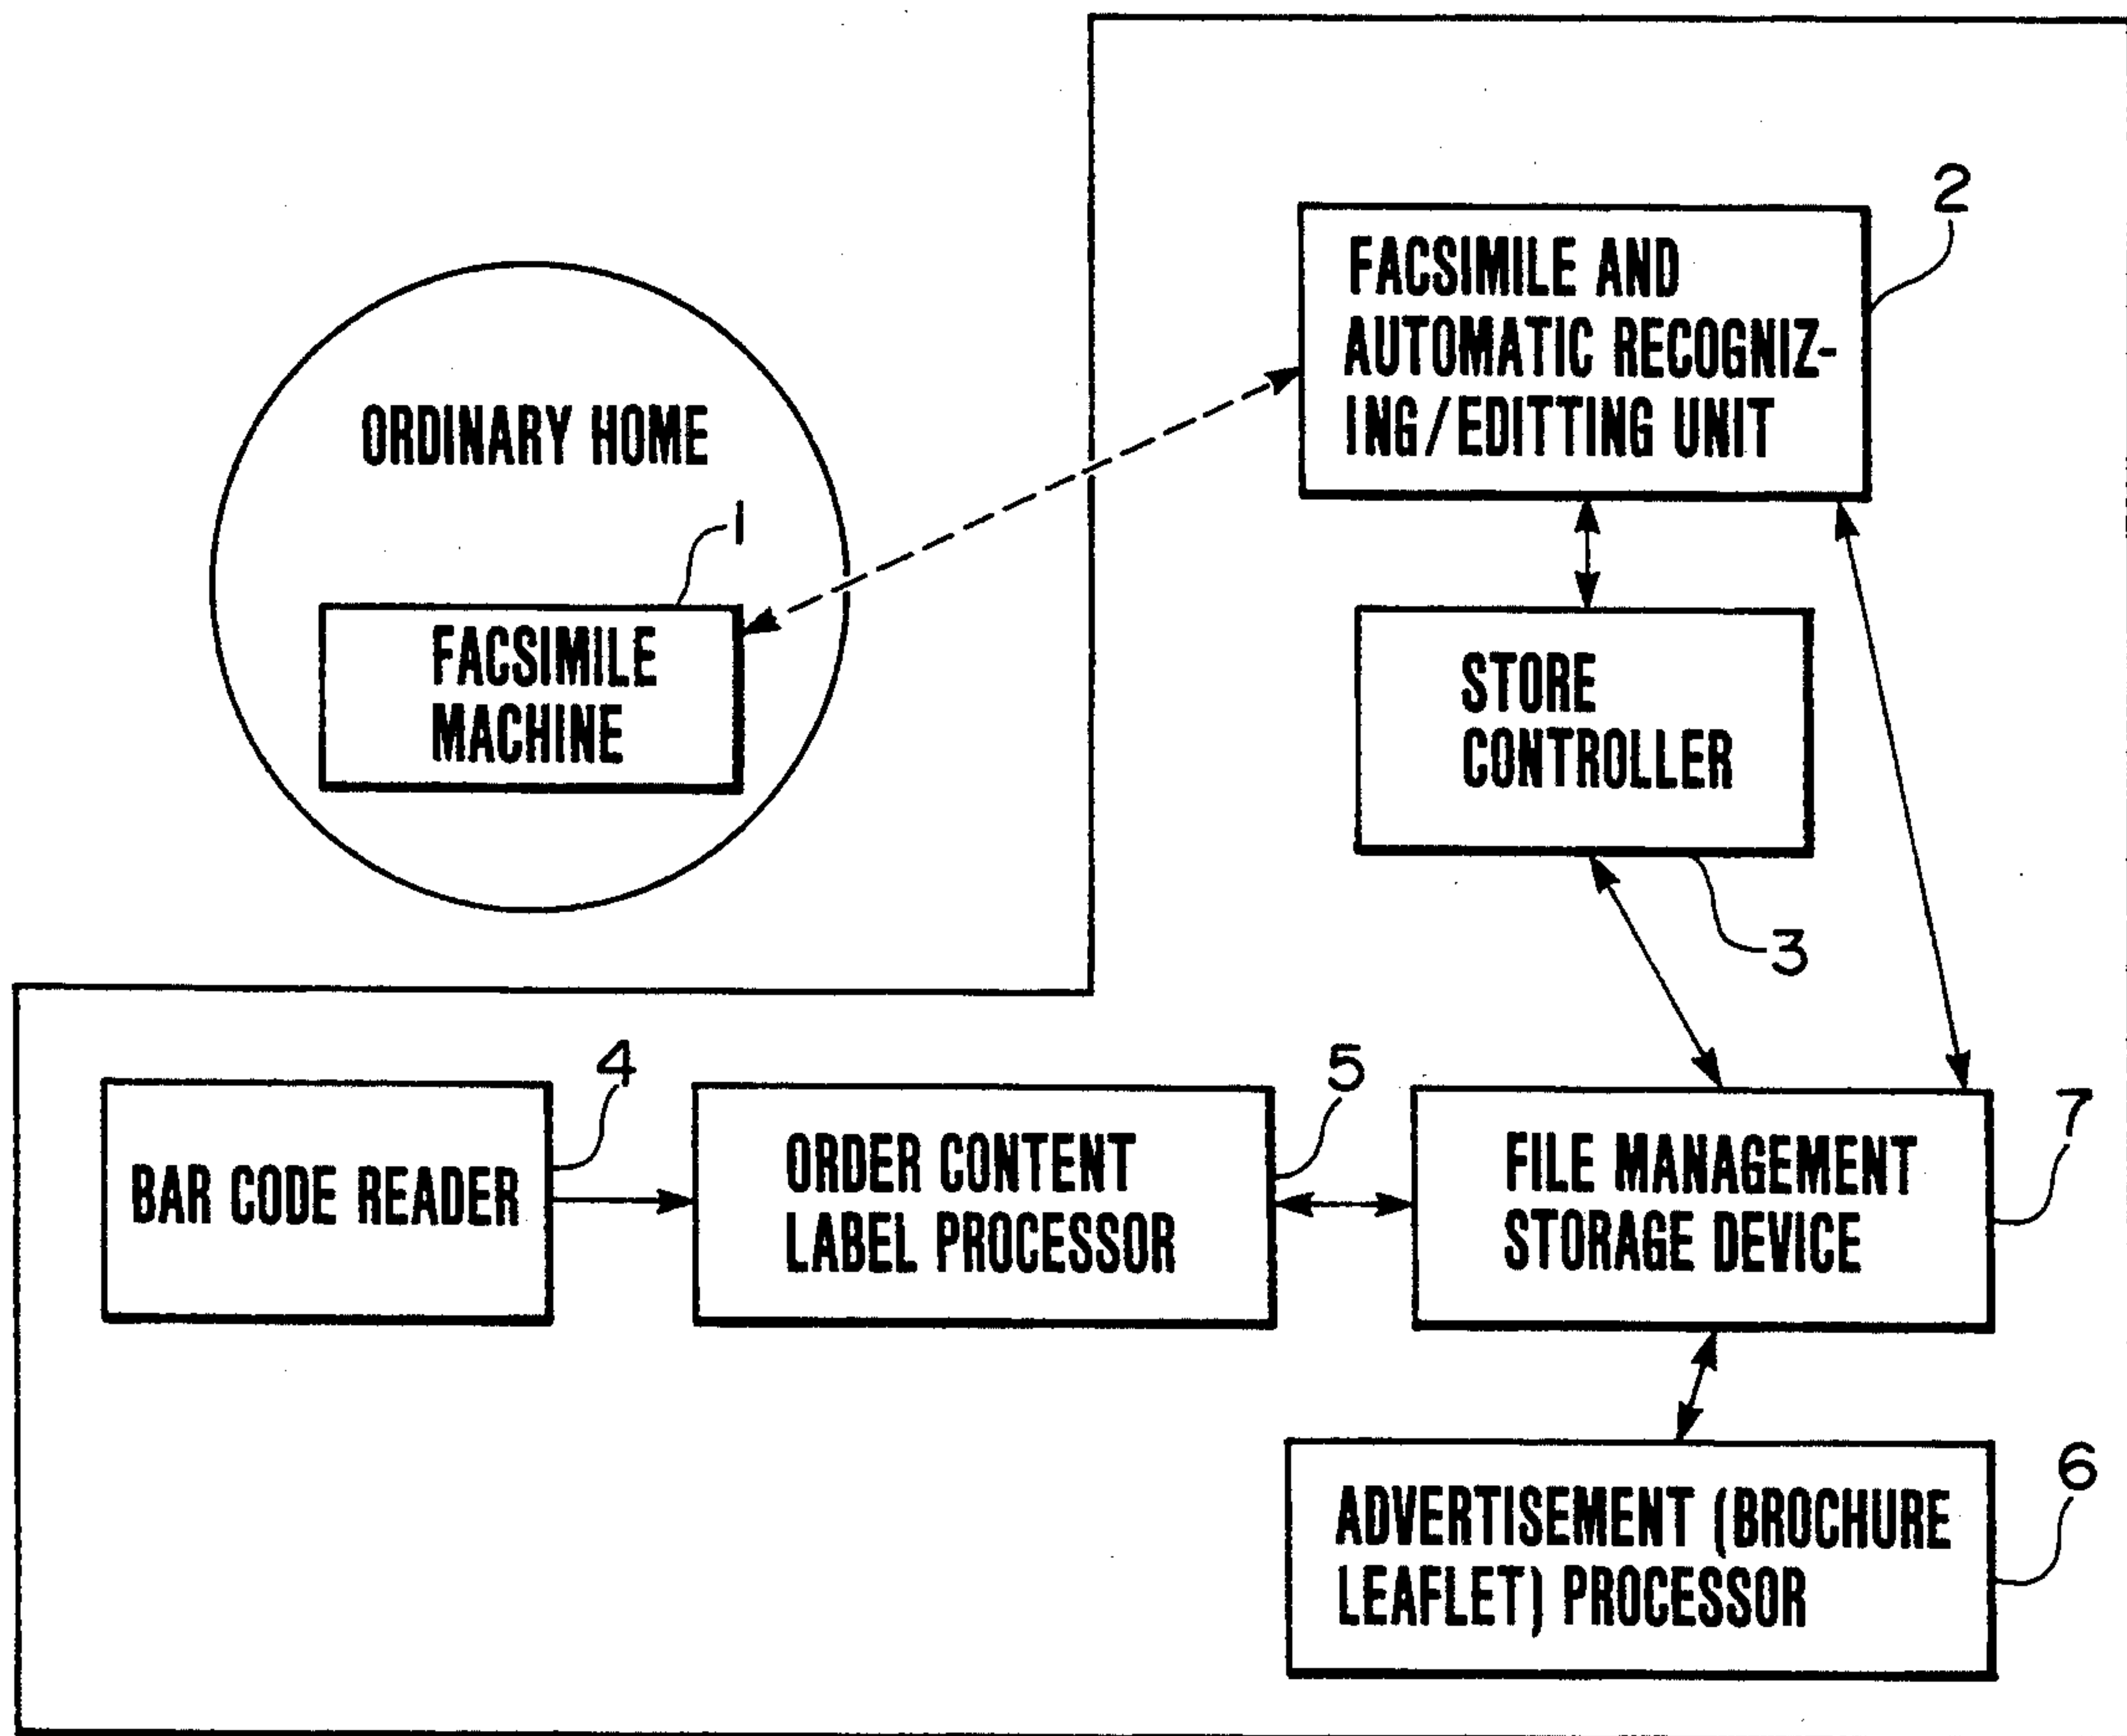 2
FACSIMILE AND
AUTOMATIC RECOGNIZ-
ING/EDITTING UNIT
ORDINARY HOME
1
FACSIMILE
MACHINE
STORE
CONTROLLER
3
4
BAR CODE READER
5
ORDER CONTENT
LABEL PROCESSOR
7
FILE MANAGEMENT
STORAGE DEVICE
6
ADVERTISEMENT (BROCHURE
LEAFLET) PROCESSOR